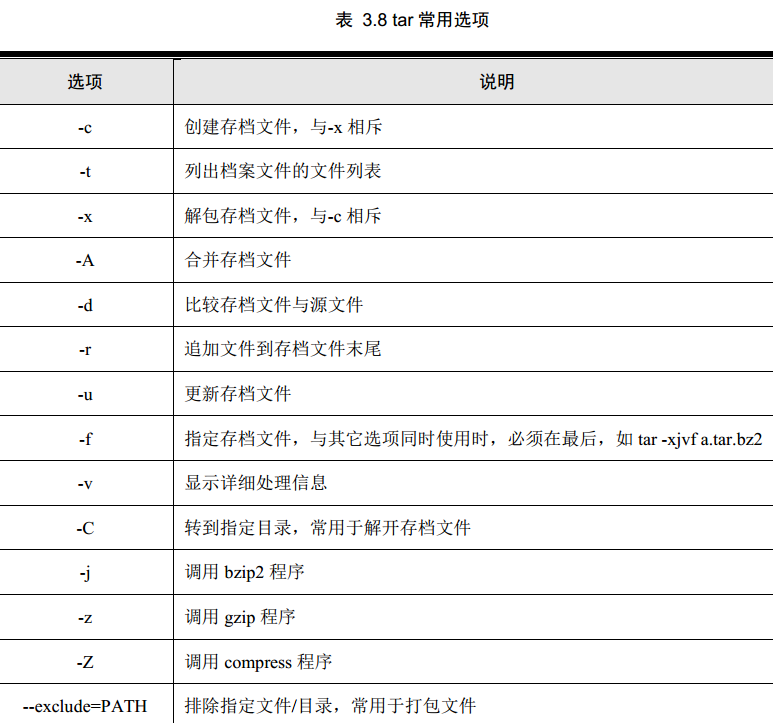 表 3.8 tar 常用选项
选项 说明
-c 创建存档文件，与-x 相斥
-t 列出档案文件的文件列表
-x 解包存档文件，与-c 相斥
-A 合并存档文件
-d 比较存档文件与源文件
-r 追加文件到存档文件末尾
-u 更新存档文件
-f 指定存档文件，与其它选项同时使用时，必须在最后，如 tar -xjvf a.tar.bz2
-v 显示详细处理信息
-C 转到指定目录，常用于解开存档文件
-j 调用 bzip2 程序
-z 调用 gzip 程序
-Z 调用 compress 程序
--exclude=PATH 排除指定文件/目录，常用于打包文件